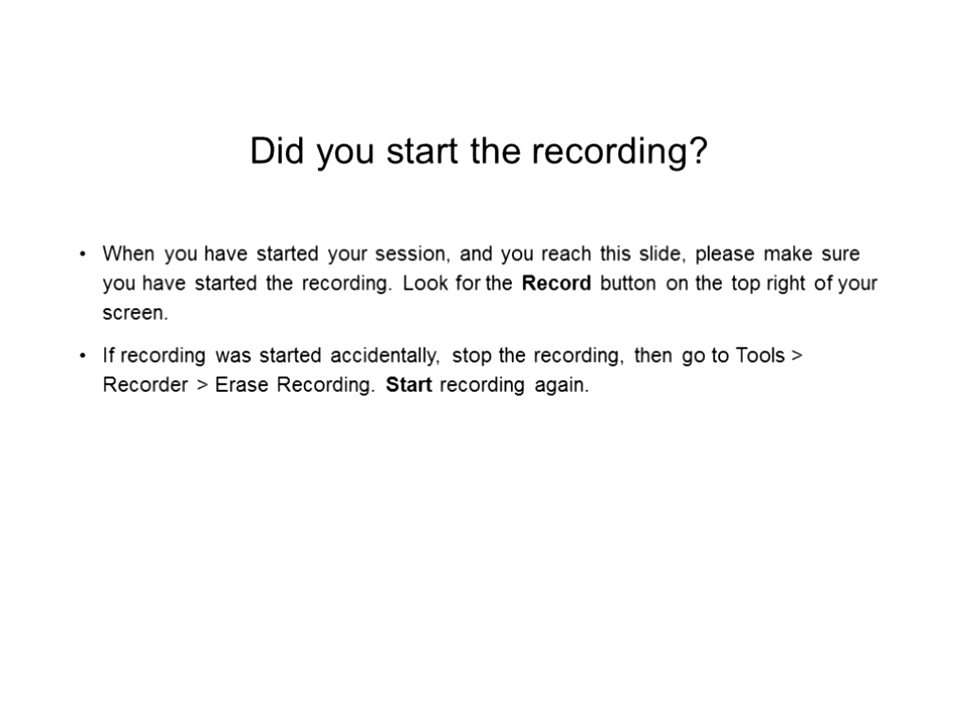 Did you start the recording?
• When you have started your session, and you reach this slide, please make sure
you have started the recording. Look for the Record button on the top right of your
screen.
• If recording was started accidentally, stop the recording, then go to Tools >
Recorder > Erase Recording. Start recording again.